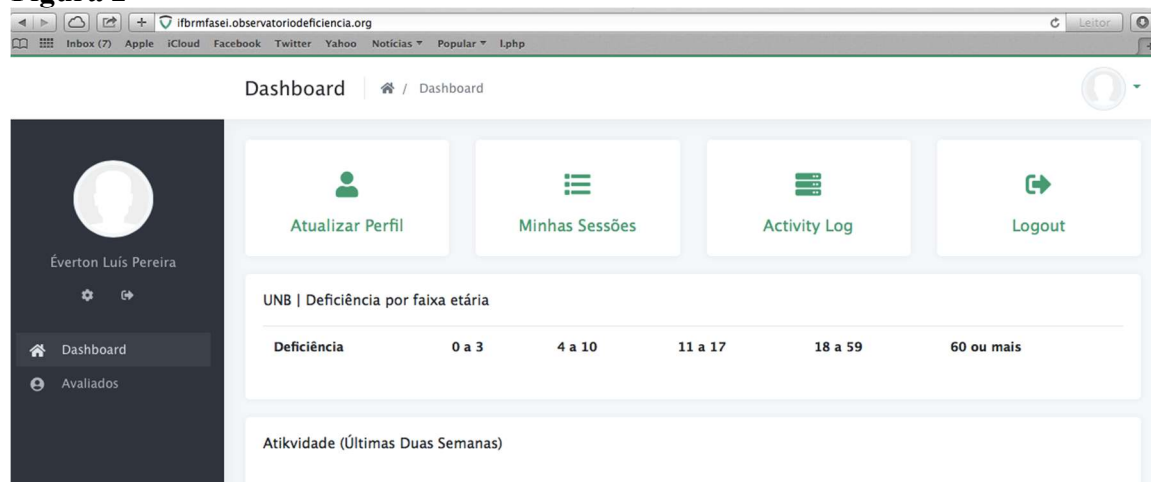 ifbrmfasei.observatoriodeficiencia.org Leitor
Inbox (7) Apple iCloud Facebook Twitter Yahoo Notícias Popular l.php
Dashboard / Dashboard
Atualizar Perfil Minhas Sessões Activity Log Logout
Éverton Luís Pereira
UNB | Deficiência por faixa etária
Deficiência 0 a 3 4 a 10 11 a 17 18 a 59 60 ou mais
Dashboard
Avaliados
Atikvidade (Últimas Duas Semanas)